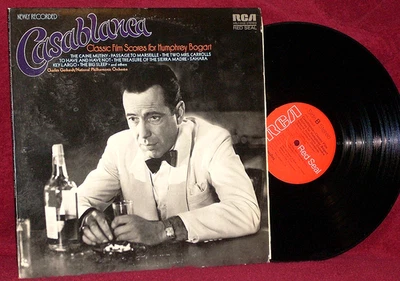 NEWLY RECORDED
RCA
RED SEAL
Casablanca
Classic Film Scores for Humphrey Bogart
THE CAINE MUTINY • PASSAGE TO MARSEILLE • THE TWO MRS. CARROLLS
TO HAVE AND HAVE NOT • THE TREASURE OF THE SIERRA MADRE • SAHARA
KEY LARGO • THE BIG SLEEP • and others
Charles Gerhardt/National Philharmonic Orchestra
RCA
Red Seal